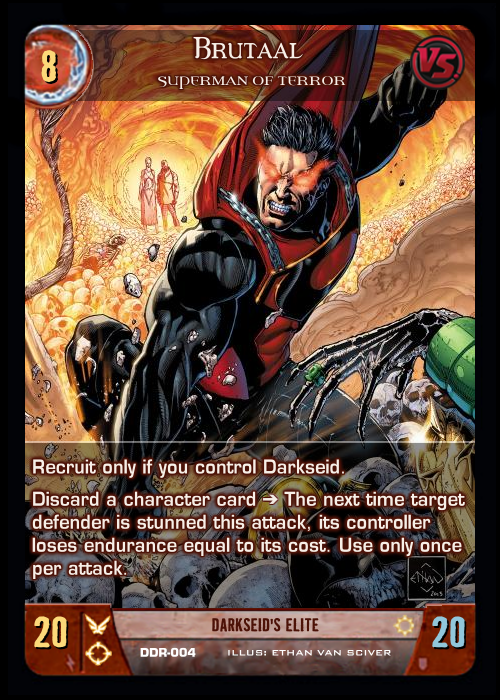 8
BRUTAAL
SUPERMAN OF TERROR
VS
Recruit only if you control Darkseid.
Discard a character card ➔ The next time target
defender is stunned this attack, its controller
loses endurance equal to its cost. Use only once
per attack.
ETHAN
2013
20
DARKSEID'S ELITE
20
DDR-004
ILLUS: ETHAN VAN SCIVER